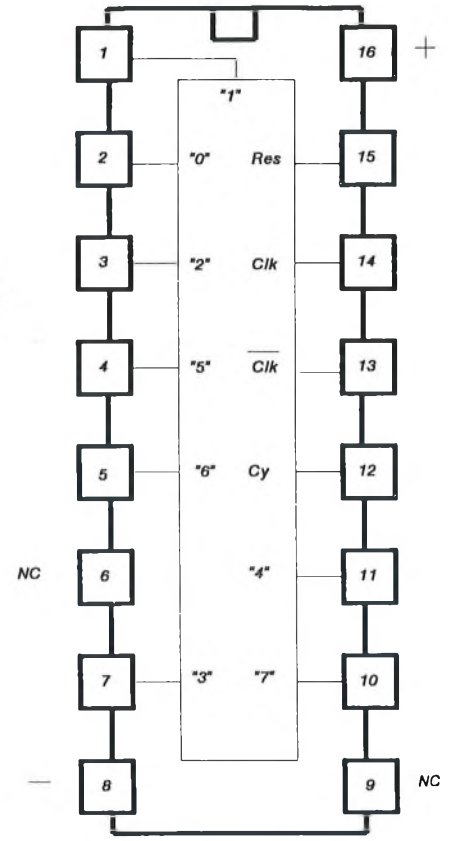 1 16 +
"1"
2 "0" Res 15
3 "2" Clk 14
4 "5" Clk 13
5 "6" Cy 12
NC 6 "4" 11
7 "3" "7" 10
— 8 9 NC